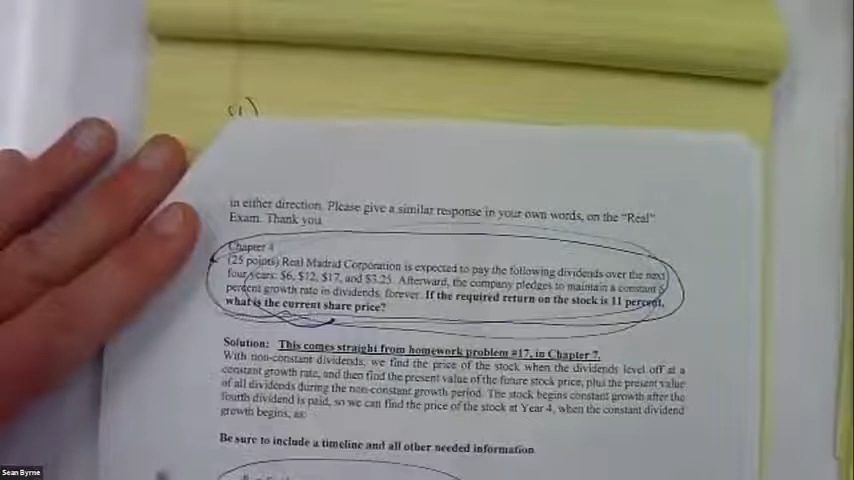 in either direction. Please give a similar response in your own words, on the “Real”
Exam. Thank you
Chapter
(25 points) Real Madrid Corporation is expected to pay the following dividends over the next
four years: $6, $12, $17, and $3.25. Afterward, the company pledges to maintain a constant 5
percent growth rate in dividends, forever. If the required return on the stock is 11 percent,
what is the current share price?
Solution: This comes straight from homework problem #17, in Chapter 7.
With non-constant dividends, we find the price of the stock when the dividends level off at a
constant growth rate, and then find the present value of the future stock price, plus the present value
of all dividends during the non-constant growth period. The stock begins constant growth after the
fourth dividend is paid, so we can find the price of the stock at Year 4, when the constant dividend
growth begins, as:
Be sure to include a timeline and all other needed information.
Sean Byrne